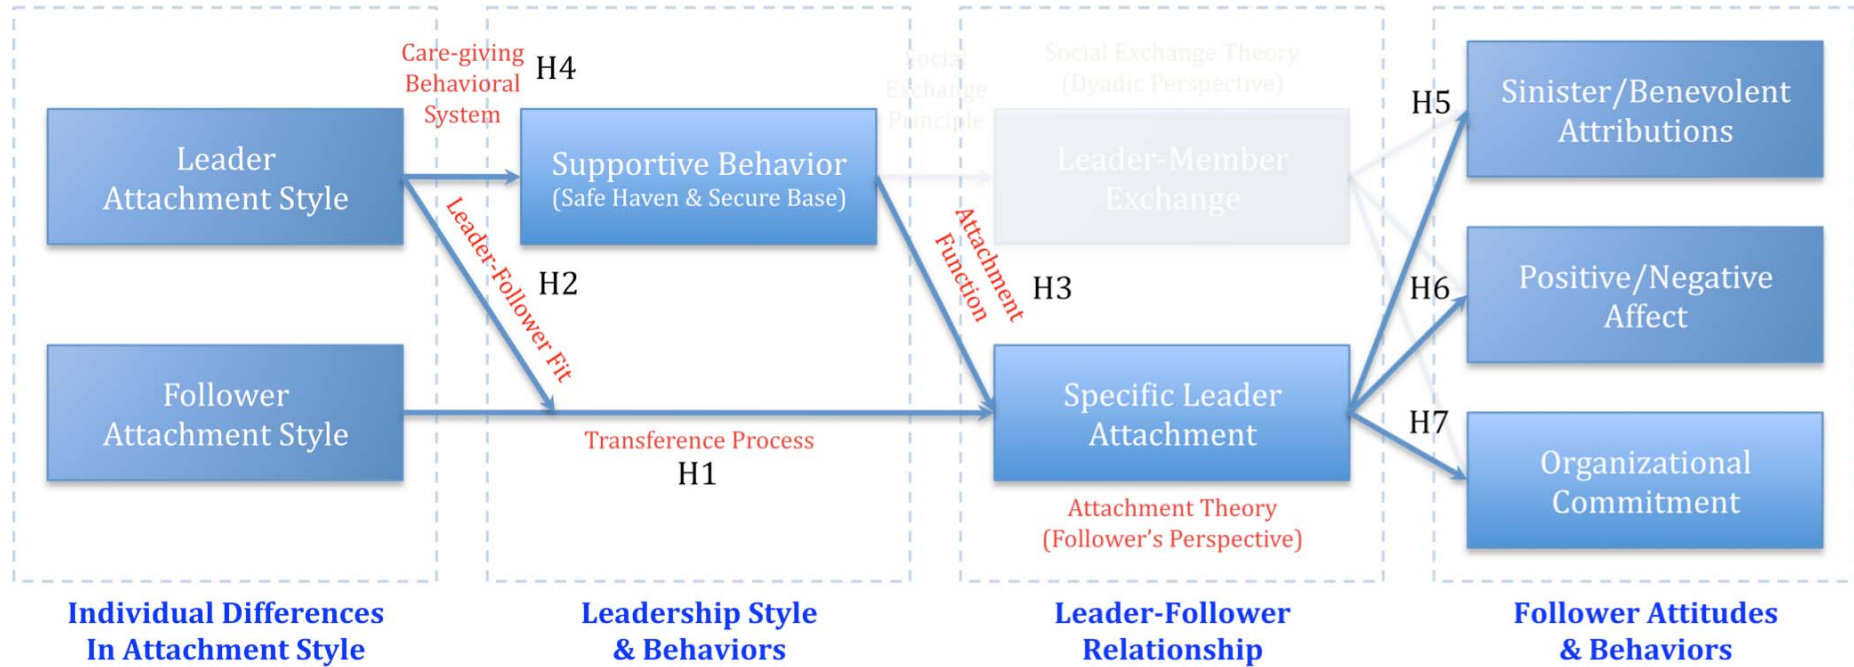 Care-giving
Behavioral
System
H4
Social
Exchange
Principle
Social Exchange Theory
(Dyadic Perspective)
Leader
Attachment Style
Supportive Behavior
(Safe Haven & Secure Base)
Leader-Member
Exchange
H5
Sinister/Benevolent
Attributions
Leader-Follower Fit
H2
Attachment
Function
H3
H6
Positive/Negative
Affect
Follower
Attachment Style
Transference Process
H1
Specific Leader
Attachment
Attachment Theory
(Follower's Perspective)
H7
Organizational
Commitment
Individual Differences
In Attachment Style
Leadership Style
& Behaviors
Leader-Follower
Relationship
Follower Attitudes
& Behaviors